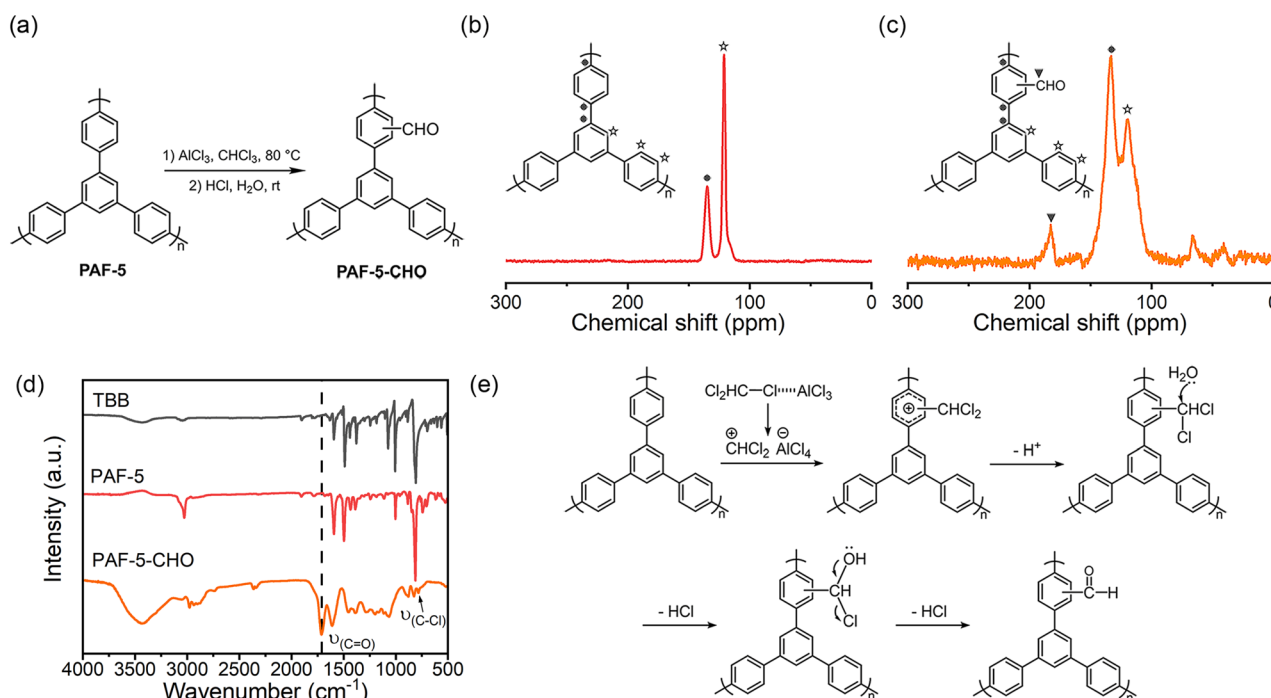 (a)
CHO
1) AlCl₃, CHCl₃, 80 °C
2) HCl, H₂O, rt
n
n
PAF-5
PAF-5-CHO
(b)
n
300
200
100
0
Chemical shift (ppm)
(c)
CHO
n
300
200
100
0
Chemical shift (ppm)
(d)
TBB
PAF-5
PAF-5-CHO
υ(C=O)
υ(C-Cl)
Intensity (a.u.)
4000 3500 3000 2500 2000 1500 1000 500
Wavenumber (cm⁻¹)
(e)
n
Cl₂HC—Cl AlCl₃
⊕ ⊖
CHCl₂ AlCl₄
⊕
CHCl₂
n
- H⁺
H₂O
CHCl
Cl
n
- HCl
OH
CH
Cl
n
- HCl
O
C-H
n